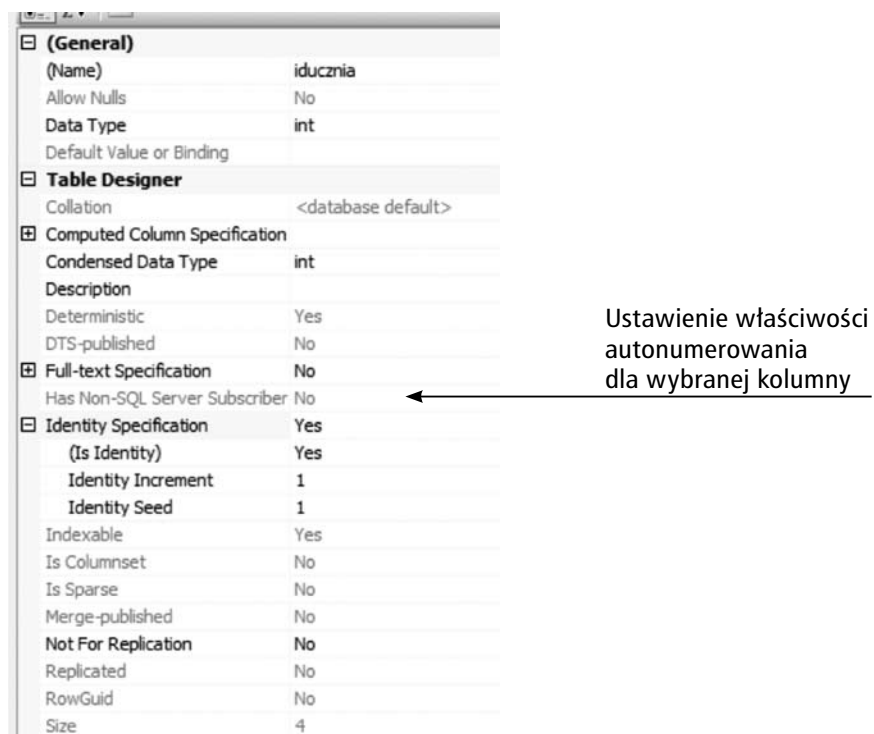 (General)
(Name) iducznia
Allow Nulls No
Data Type int
Default Value or Binding
Table Designer
Collation <database default>
Computed Column Specification
Condensed Data Type int
Description
Deterministic Yes
DTS-published No
Full-text Specification No
Has Non-SQL Server Subscriber No
Identity Specification Yes
(Is Identity) Yes
Identity Increment 1
Identity Seed 1
Indexable Yes
Is Columnset No
Is Sparse No
Merge-published No
Not For Replication No
Replicated No
RowGuid No
Size 4
Ustawienie właściwości
autonumerowania
dla wybranej kolumny